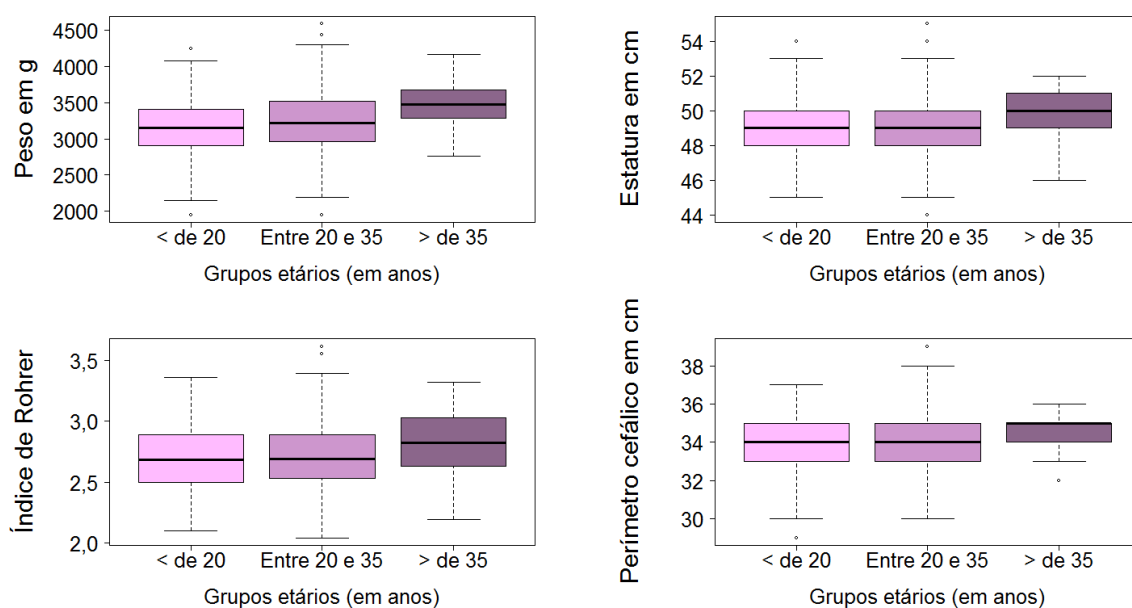 Peso em g
4500
4000
3500
3000
2500
2000
< de 20 Entre 20 e 35 > de 35
Grupos etários (em anos)
Estatura em cm
54
52
50
48
46
44
< de 20 Entre 20 e 35 > de 35
Grupos etários (em anos)
Índice de Rohrer
3,5
3,0
2,5
2,0
< de 20 Entre 20 e 35 > de 35
Grupos etários (em anos)
Perímetro cefálico em cm
38
36
34
32
30
< de 20 Entre 20 e 35 > de 35
Grupos etários (em anos)